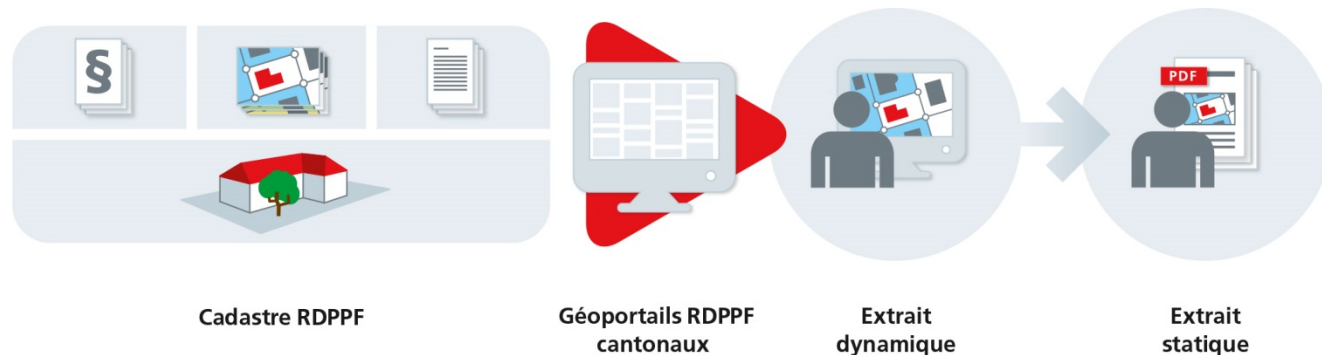 §
PDF
Cadastre RDPPF
Géoportails RDPPF
cantonaux
Extrait
dynamique
Extrait
statique